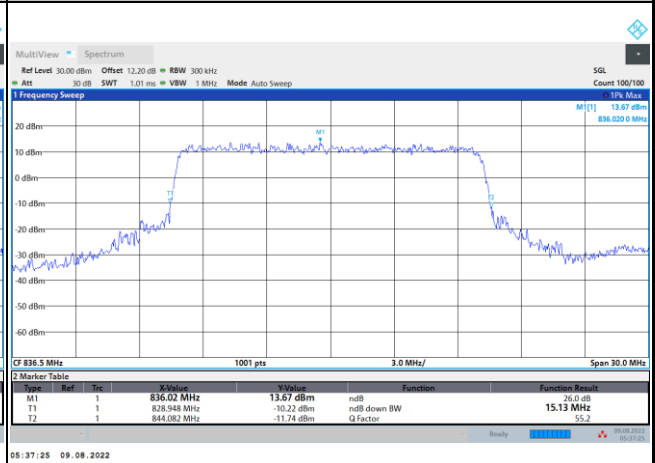 MultiView Spectrum
Ref Level 30.00 dBm Offset 12.20 dB RBW 300 kHz SGL
Att 30 dB SWT 1.01 ms VBW 1 MHz Mode Auto Sweep Count 100/100
1 Frequency Sweep 1Pk Max
M1[1] 13.67 dBm
836.020 0 MHz
20 dBm
M1
10 dBm
0 dBm
T1
T2
-10 dBm
-20 dBm
-30 dBm
-40 dBm
-50 dBm
-60 dBm
CF 836.5 MHz 1001 pts 3.0 MHz/ Span 30.0 MHz
2 Marker Table
Type Ref Trc X-Value Y-Value Function Function Result
M1 1 836.02 MHz 13.67 dBm ndB 26.0 dB
T1 1 828.948 MHz -10.22 dBm ndB down BW 15.13 MHz
T2 1 844.082 MHz -11.74 dBm Q Factor 55.2
Ready 09.08.2022
05:37:25
05:37:25 09.08.2022